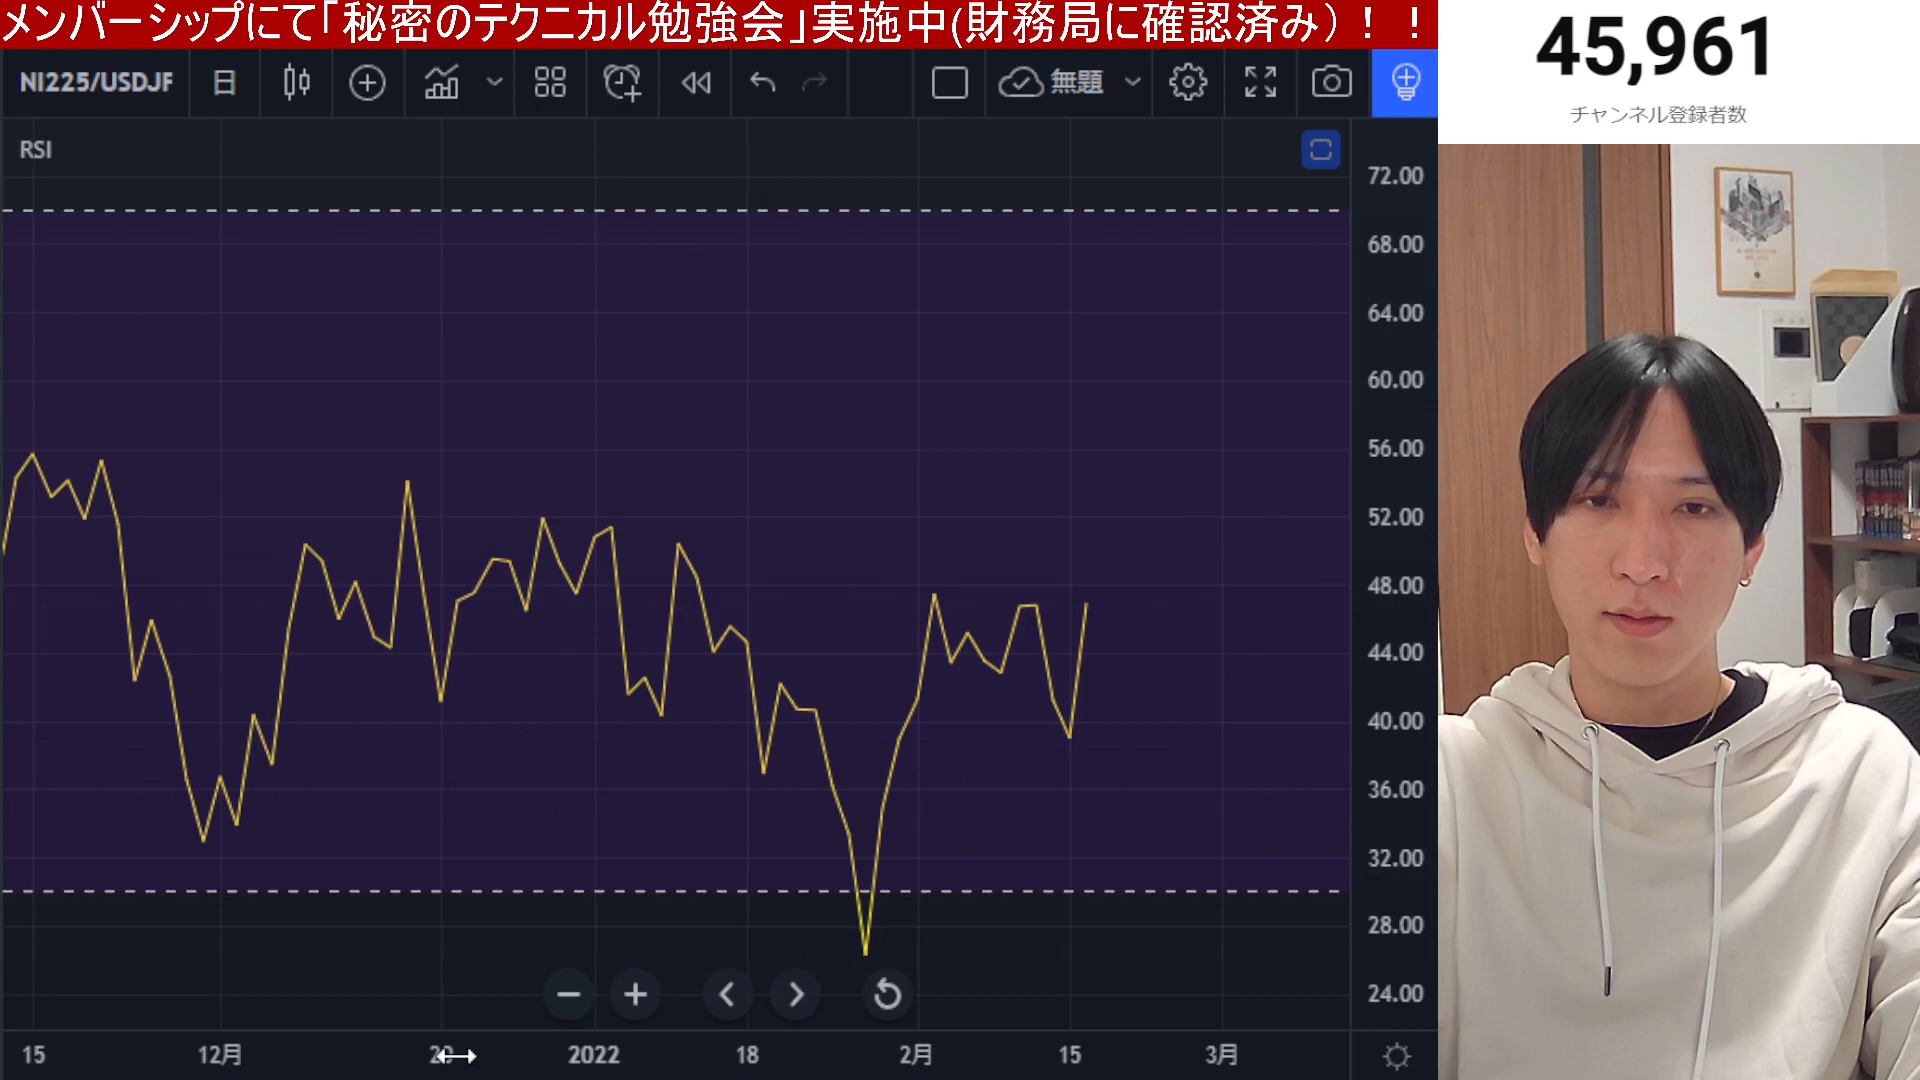 メンバーシップにて「秘密のテクニカル勉強会」実施中(財務局に確認済み）！！
45,961
チャンネル登録者数
NI225/USDJF
日
無題
RSI
72.00
68.00
64.00
60.00
56.00
52.00
48.00
44.00
40.00
36.00
32.00
28.00
24.00
15
12月
20
2022
18
2月
15
3月